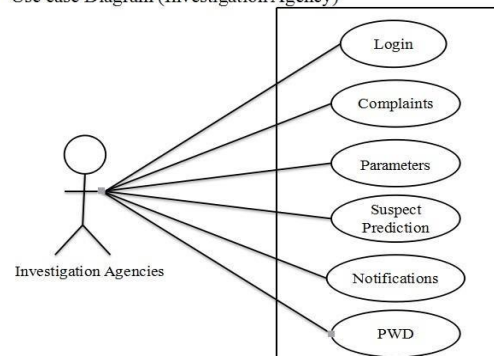 Use case Diagram (Investigation Agency)
Login
Complaints
Parameters
Suspect
Prediction
Notifications
PWD
Investigation Agencies